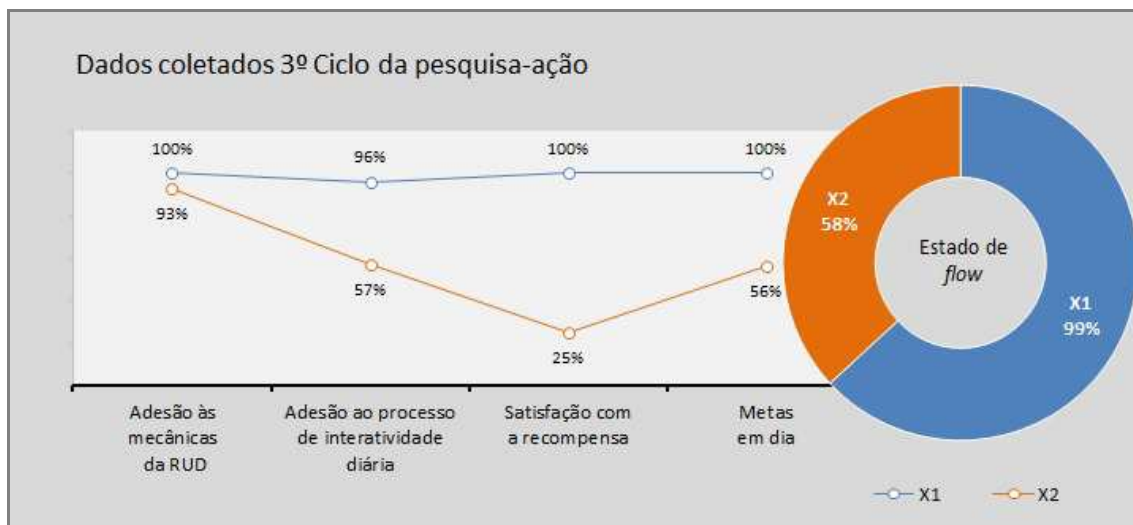 Dados coletados 3º Ciclo da pesquisa-ação
100%
96%
100%
100%
93%
57%
25%
56%
Adesão às
mecânicas
da RUD
Adesão ao processo
de interatividade
diária
Satisfação com
a recompensa
Metas
em dia
X2
58%
Estado de
flow
X1
99%
X1
X2